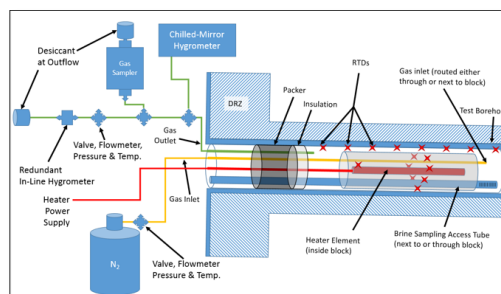 Desiccant
at Outflow
Gas
Sampler
Chilled-Mirror
Hygrometer
Redundant
In-Line Hygrometer
Valve, Flowmeter,
Pressure & Temp.
Heater
Power
Supply
N2
Valve, Flowmeter
Pressure & Temp.
Gas
Outlet
Gas Inlet
DRZ
Packer
Insulation
RTDs
Gas inlet (routed either
through or next to block)
Test Boreho
Heater Element
(inside block)
Brine Sampling Access Tube
(next to or through block)